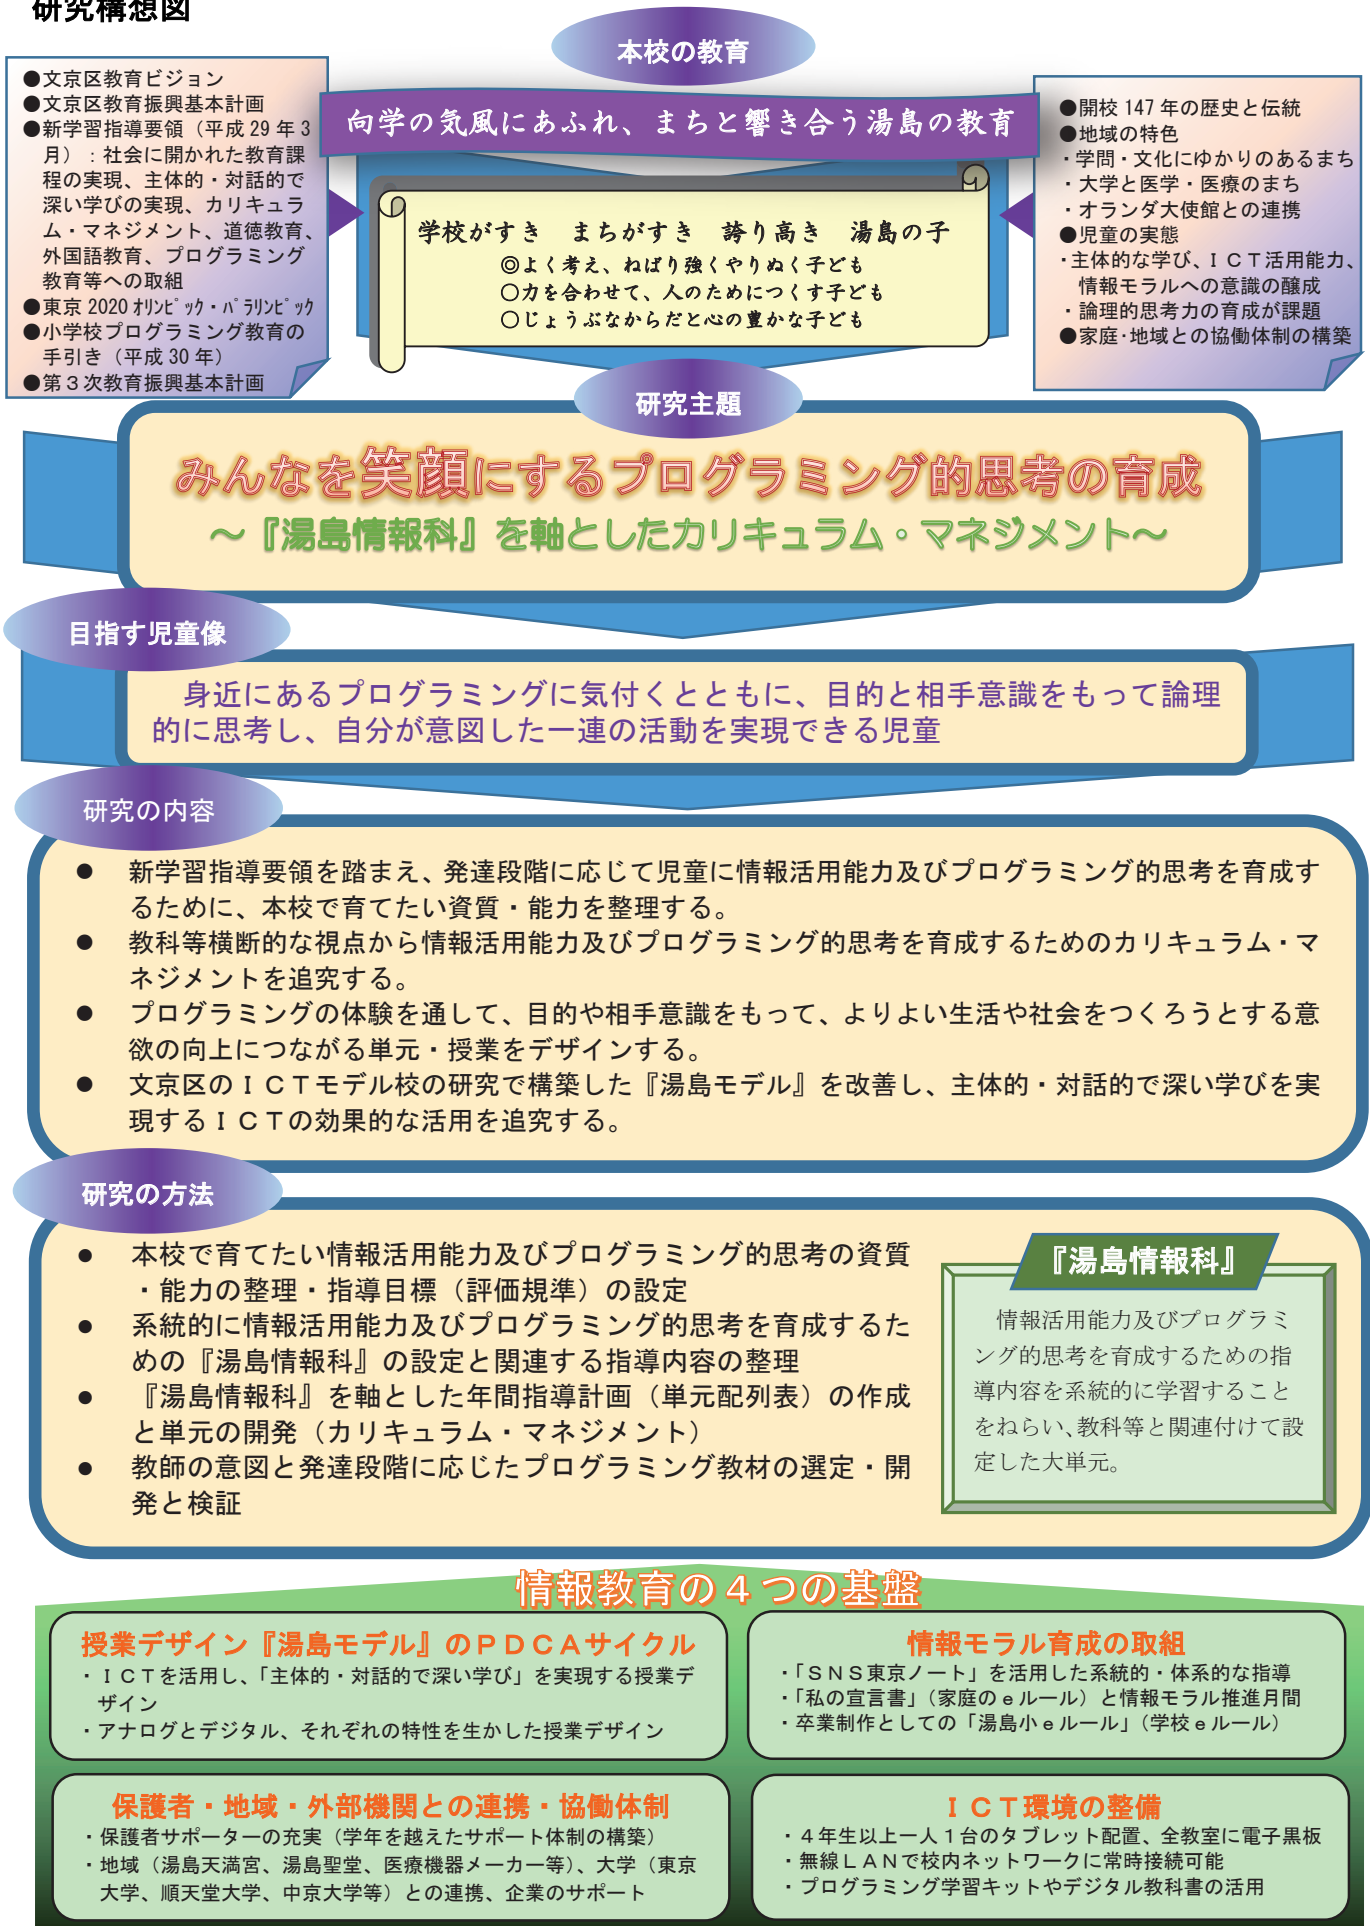 研究構想図
本校の教育
●文京区教育ビジョン
●文京区教育振興基本計画
●新学習指導要領（平成29年3
月）：社会に開かれた教育課
程の実現、主体的・対話的で
深い学びの実現、カリキュラ
ム・マネジメント、道徳教育、
外国語教育、プログラミング
教育等への取組
●東京2020オリンピック・パラリンピック
●小学校プログラミング教育の
手引き（平成30年）
●第３次教育振興基本計画
向学の気風にあふれ、まちと響き合う湯島の教育
学校がすき　まちがすき　誇り高き　湯島の子
◎よく考え、ねばり強くやりぬく子ども
○力を合わせて、人のためにつくす子ども
○じょうぶなからだと心の豊かな子ども
●開校147年の歴史と伝統
●地域の特色
・学問・文化にゆかりのあるまち
・大学と医学・医療のまち
・オランダ大使館との連携
●児童の実態
・主体的な学び、ＩＣＴ活用能力、
情報モラルへの意識の醸成
・論理的思考力の育成が課題
●家庭・地域との協働体制の構築
研究主題
みんなを笑顔にするプログラミング的思考の育成
～『湯島情報科』を軸としたカリキュラム・マネジメント～
目指す児童像
身近にあるプログラミングに気付くとともに、目的と相手意識をもって論理
的に思考し、自分が意図した一連の活動を実現できる児童
研究の内容
● 新学習指導要領を踏まえ、発達段階に応じて児童に情報活用能力及びプログラミング的思考を育成す
るために、本校で育てたい資質・能力を整理する。
● 教科等横断的な視点から情報活用能力及びプログラミング的思考を育成するためのカリキュラム・マ
ネジメントを追究する。
● プログラミングの体験を通して、目的や相手意識をもって、よりよい生活や社会をつくろうとする意
欲の向上につながる単元・授業をデザインする。
● 文京区のＩＣＴモデル校の研究で構築した『湯島モデル』を改善し、主体的・対話的で深い学びを実
現するＩＣＴの効果的な活用を追究する。
研究の方法
● 本校で育てたい情報活用能力及びプログラミング的思考の資質
・能力の整理・指導目標（評価規準）の設定
● 系統的に情報活用能力及びプログラミング的思考を育成するた
めの『湯島情報科』の設定と関連する指導内容の整理
● 『湯島情報科』を軸とした年間指導計画（単元配列表）の作成
と単元の開発（カリキュラム・マネジメント）
● 教師の意図と発達段階に応じたプログラミング教材の選定・開
発と検証
『湯島情報科』
情報活用能力及びプログラミ
ング的思考を育成するための指
導内容を系統的に学習すること
をねらい、教科等と関連付けて設
定した大単元。
情報教育の４つの基盤
授業デザイン『湯島モデル』のＰＤＣＡサイクル
・ＩＣＴを活用し、「主体的・対話的で深い学び」を実現する授業デ
ザイン
・アナログとデジタル、それぞれの特性を生かした授業デザイン
情報モラル育成の取組
・「ＳＮＳ東京ノート」を活用した系統的・体系的な指導
・「私の宣言書」（家庭のｅルール）と情報モラル推進月間
・卒業制作としての「湯島小ｅルール」（学校ｅルール）
保護者・地域・外部機関との連携・協働体制
・保護者サポーターの充実（学年を越えたサポート体制の構築）
・地域（湯島天満宮、湯島聖堂、医療機器メーカー等）、大学（東京
大学、順天堂大学、中京大学等）との連携、企業のサポート
ＩＣＴ環境の整備
・４年生以上一人１台のタブレット配置、全教室に電子黒板
・無線ＬＡＮで校内ネットワークに常時接続可能
・プログラミング学習キットやデジタル教科書の活用